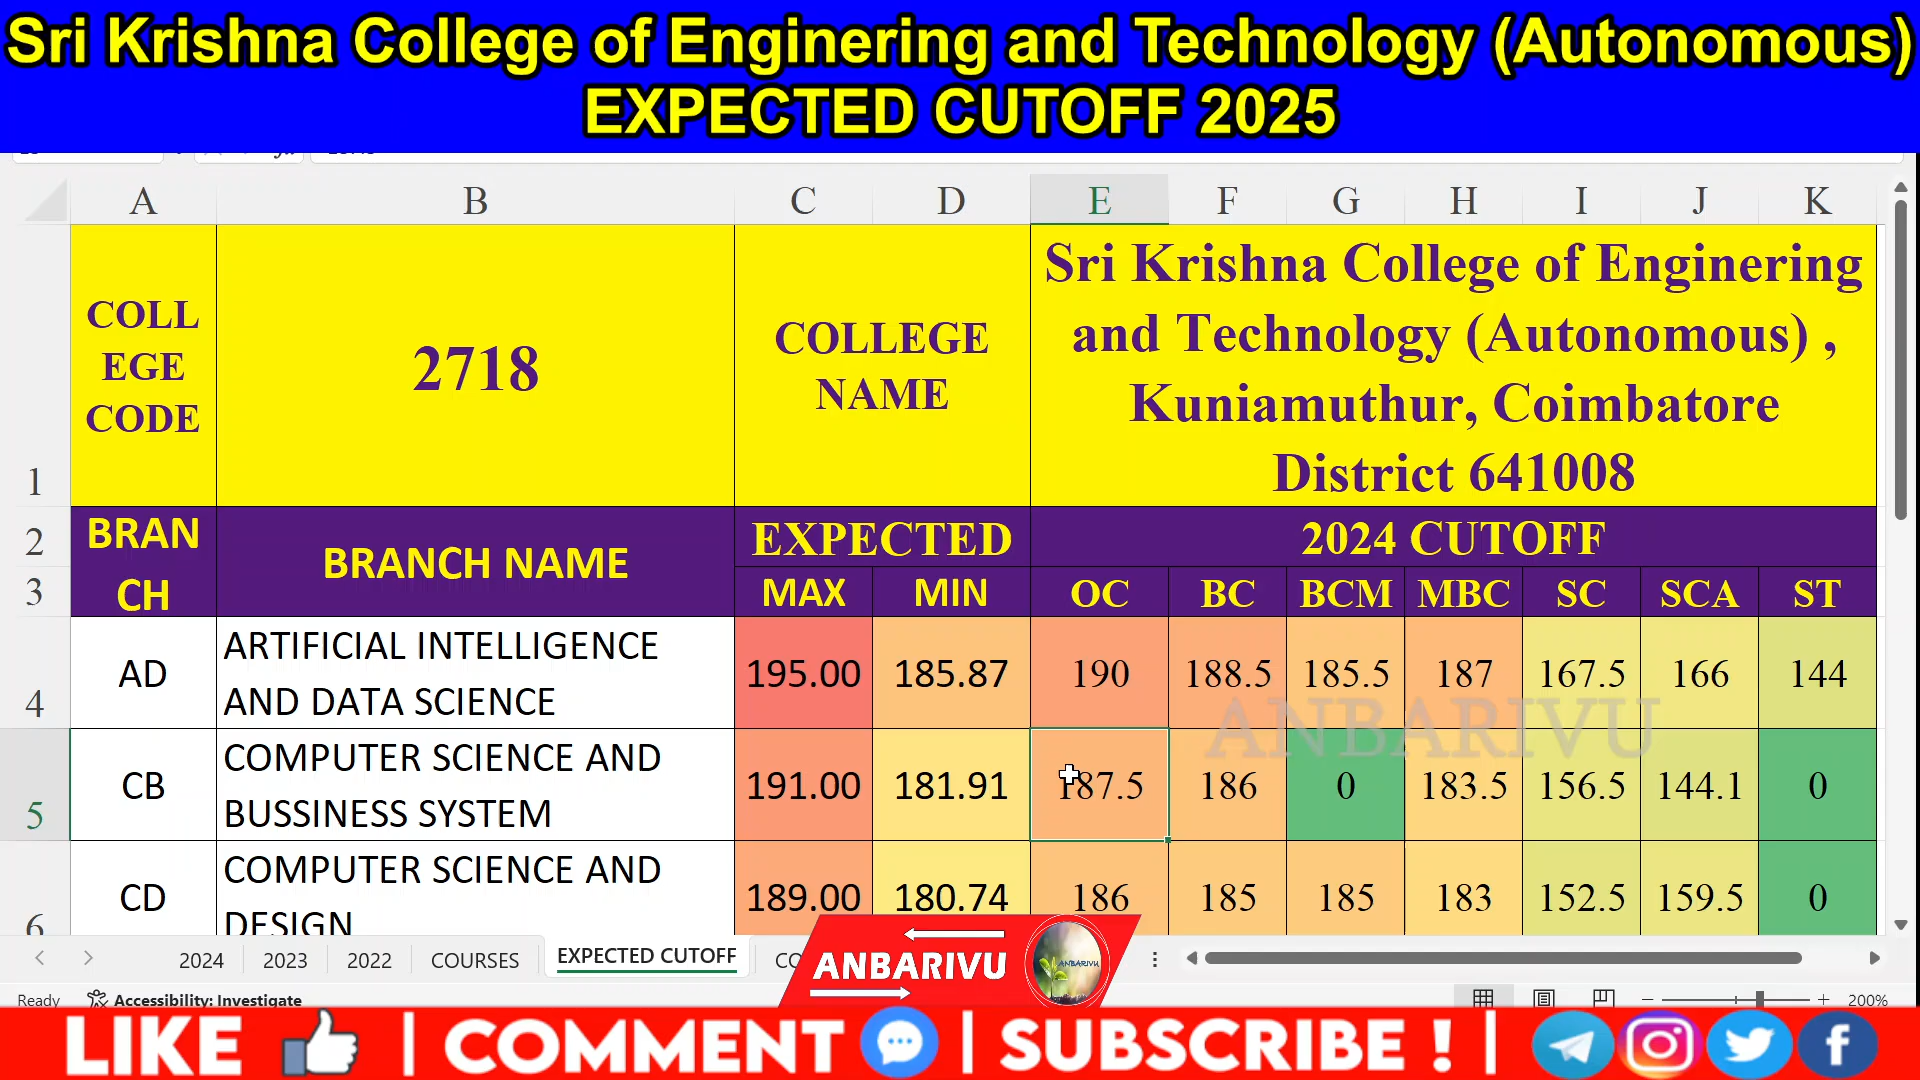 Sri Krishna College of Enginering and Technology (Autonomous)
EXPECTED CUTOFF 2025
A B C D E F G H I J K
1 COLL EGE CODE 2718 COLLEGE NAME Sri Krishna College of Enginering and Technology (Autonomous) , Kuniamuthur, Coimbatore District 641008
2 BRAN CH BRANCH NAME EXPECTED 2024 CUTOFF
3 MAX MIN OC BC BCM MBC SC SCA ST
4 AD ARTIFICIAL INTELLIGENCE AND DATA SCIENCE 195.00 185.87 190 188.5 185.5 187 167.5 166 144
ANBARIVU
5 CB COMPUTER SCIENCE AND BUSSINESS SYSTEM 191.00 181.91 187.5 186 0 183.5 156.5 144.1 0
6 CD COMPUTER SCIENCE AND DESIGN 189.00 180.74 186 185 185 183 152.5 159.5 0
2024 2023 2022 COURSES EXPECTED CUTOFF CO
ANBARIVU ANBARIVU
Ready Accessibility: Investigate 200%
LIKE | COMMENT | SUBSCRIBE ! |